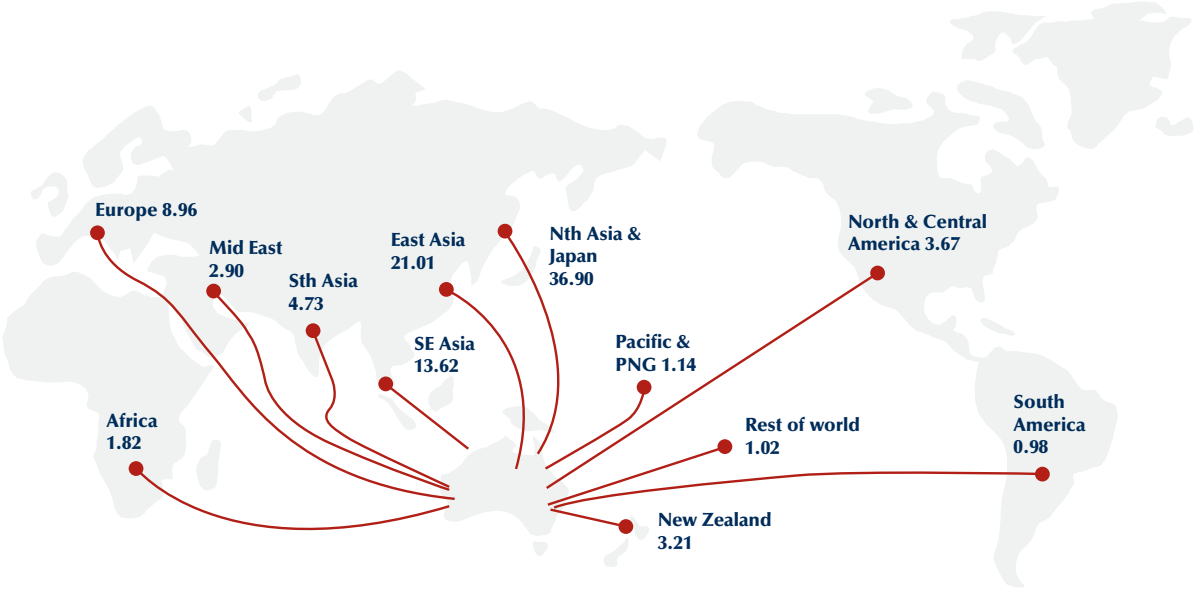 Europe 8.96
Mid East
2.90
Sth Asia
4.73
East Asia
21.01
Nth Asia &
Japan
36.90
North & Central
America 3.67
SE Asia
13.62
Pacific &
PNG 1.14
Africa
1.82
Rest of world
1.02
South
America
0.98
New Zealand
3.21